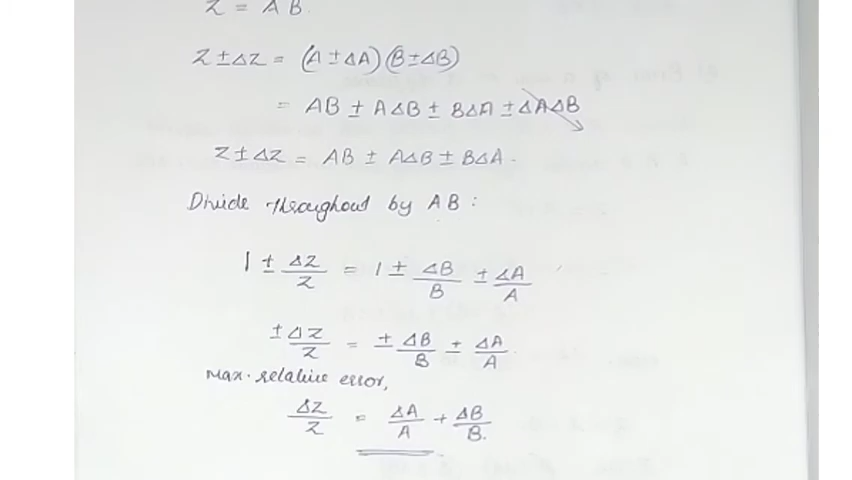 Z = AB.
Z ± ΔZ = (A ± ΔA)(B ± ΔB)
= AB ± AΔB ± BΔA ± ΔAΔB
Z ± ΔZ = AB ± AΔB ± BΔA.
Divide throughout by AB :
1 ± ΔZ/Z = 1 ± ΔB/B ± ΔA/A
± ΔZ/Z = ± ΔB/B ± ΔA/A.
Max. relative error,
ΔZ/Z = ΔA/A + ΔB/B.